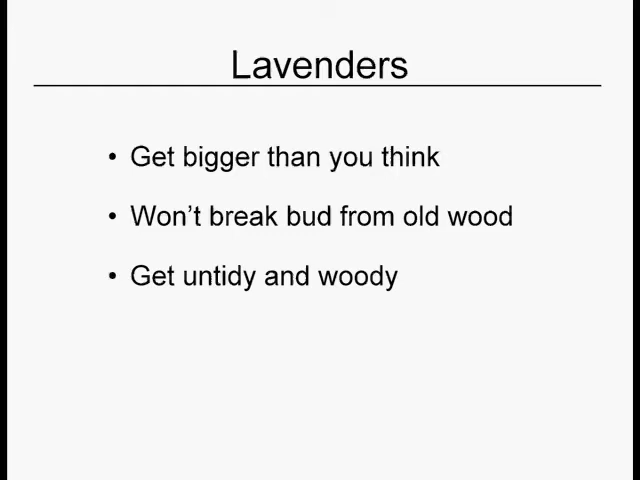 Lavenders
• Get bigger than you think
• Won’t break bud from old wood
• Get untidy and woody